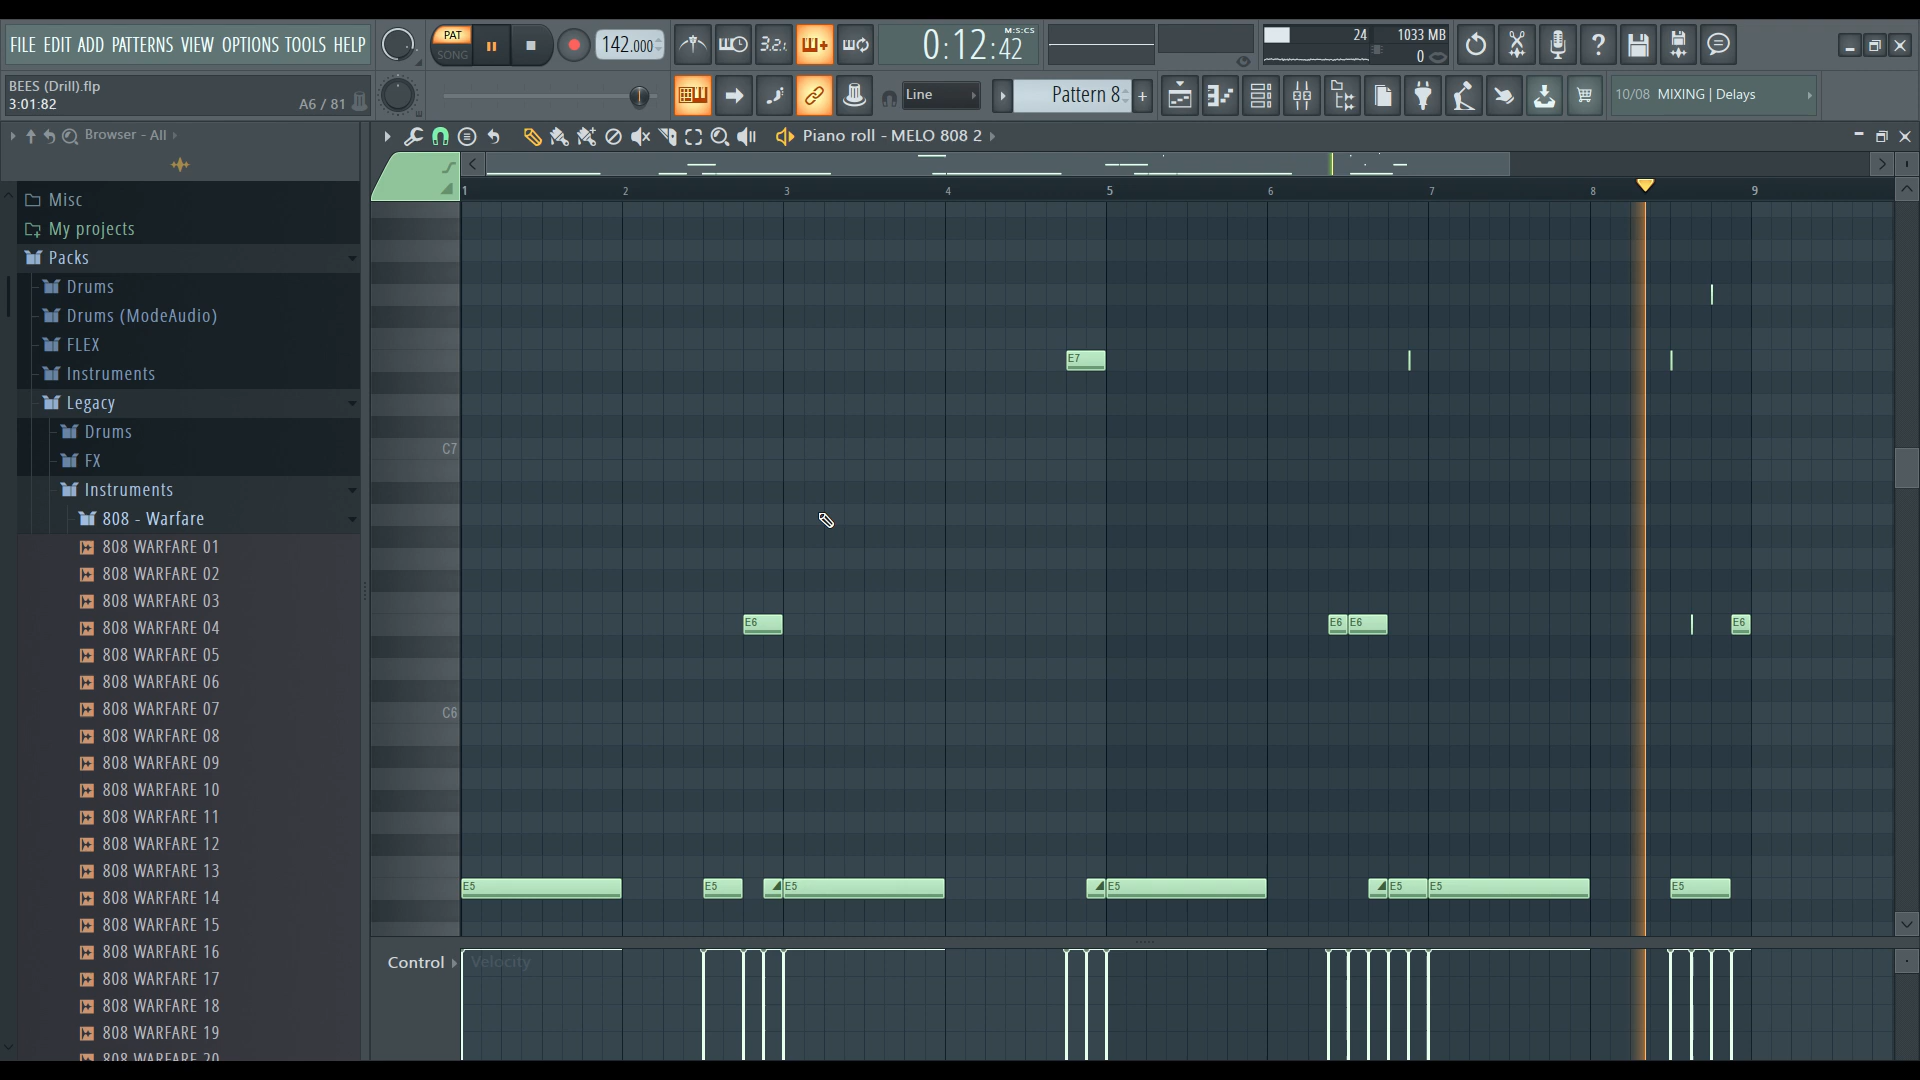 FILE EDIT ADD PATTERNS VIEW OPTIONS TOOLS HELP
PAT
SONG
142.000
3.2.
0:12:42
M:S:CS
24
1033 MB
0
BEES (Drill).flp
3:01:82
A6 / 81
Line
Pattern 8
10/08 MIXING | Delays
Browser - All
Piano roll - MELO 808 2
1 2 3 4 5 6 7 8 9
Misc
My projects
Packs
Drums
Drums (ModeAudio)
FLEX
Instruments
Legacy
Drums
FX
Instruments
808 - Warfare
808 WARFARE 01
808 WARFARE 02
808 WARFARE 03
808 WARFARE 04
808 WARFARE 05
808 WARFARE 06
808 WARFARE 07
808 WARFARE 08
808 WARFARE 09
808 WARFARE 10
808 WARFARE 11
808 WARFARE 12
808 WARFARE 13
808 WARFARE 14
808 WARFARE 15
808 WARFARE 16
808 WARFARE 17
808 WARFARE 18
808 WARFARE 19
808 WARFARE 20
E7
C7
E6 E6 E6 E6
C6
E5 E5 E5 E5 E5 E5 E5
Control
Velocity